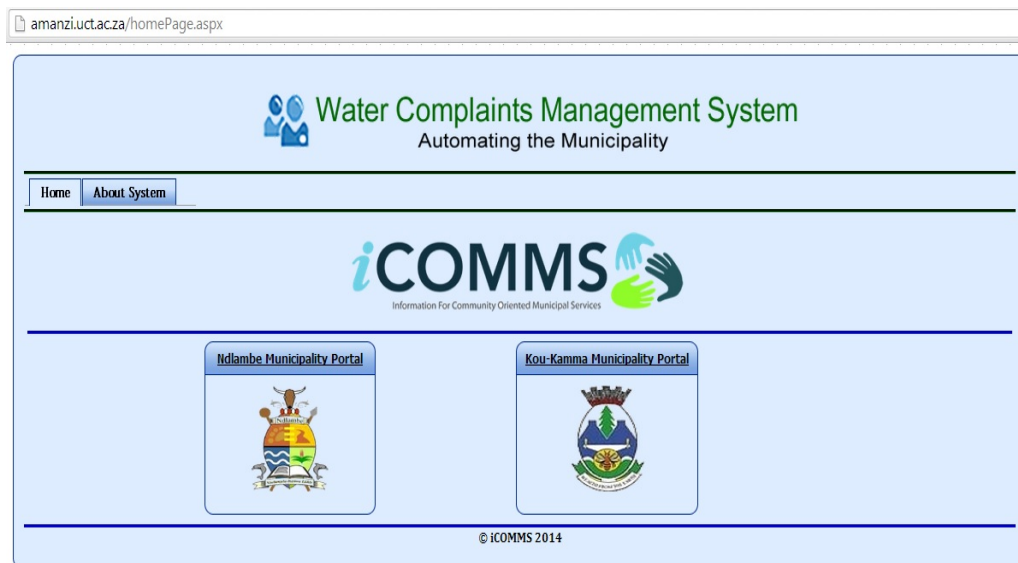 amanzi.uct.ac.za/homePage.aspx
Water Complaints Management System
Automating the Municipality
Home About System
iCOMMS
Information For Community Oriented Municipal Services
Ndlambe Municipality Portal Kou-Kamma Municipality Portal
Ndlambe
© iCOMMS 2014